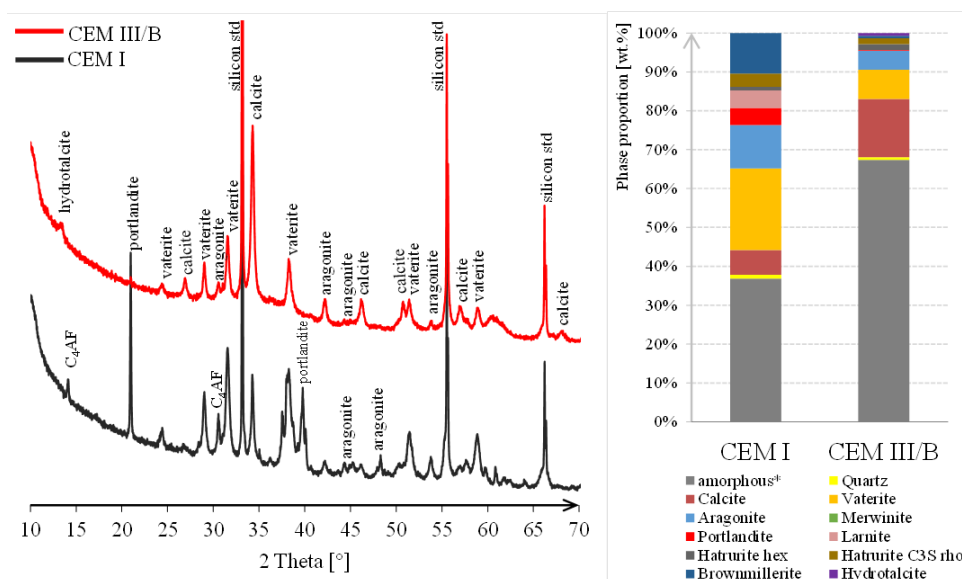 CEM III/B
CEM I
hydrotalcite
portlandite
vaterite
calcite
vaterite
aragonite
vaterite
silicon std
calcite
vaterite
aragonite
aragonite
calcite
calcite
vaterite
aragonite
silicon std
calcite
vaterite
silicon std
calcite
C₄AF
C₄AF
portlandite
aragonite
aragonite
10 15 20 25 30 35 40 45 50 55 60 65 70
2 Theta [°]
Phase proportion [wt.%]
100%
90%
80%
70%
60%
50%
40%
30%
20%
10%
0%
CEM I CEM III/B
amorphous* Quartz
Calcite Vaterite
Aragonite Merwinite
Portlandite Larnite
Hatrurite hex Hatrurite C3S rho
Brownmillerite Hydrotalcite